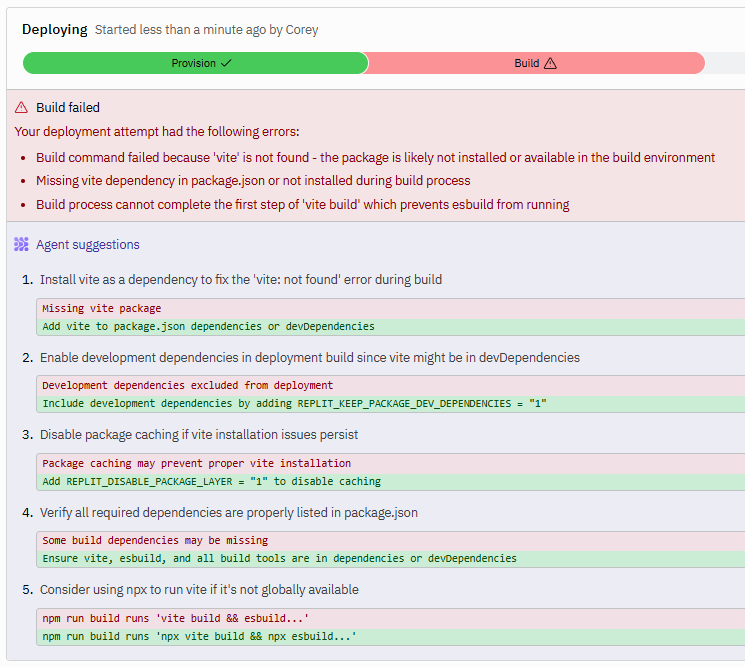 Deploying Started less than a minute ago by Corey
Provision
Build
Build failed
Your deployment attempt had the following errors:
• Build command failed because 'vite' is not found - the package is likely not installed or available in the build environment
• Missing vite dependency in package.json or not installed during build process
• Build process cannot complete the first step of 'vite build' which prevents esbuild from running
Agent suggestions
1. Install vite as a dependency to fix the 'vite: not found' error during build
Missing vite package
Add vite to package.json dependencies or devDependencies
2. Enable development dependencies in deployment build since vite might be in devDependencies
Development dependencies excluded from deployment
Include development dependencies by adding REPLIT_KEEP_PACKAGE_DEV_DEPENDENCIES = "1"
3. Disable package caching if vite installation issues persist
Package caching may prevent proper vite installation
Add REPLIT_DISABLE_PACKAGE_LAYER = "1" to disable caching
4. Verify all required dependencies are properly listed in package.json
Some build dependencies may be missing
Ensure vite, esbuild, and all build tools are in dependencies or devDependencies
5. Consider using npx to run vite if it's not globally available
npm run build runs 'vite build && esbuild...'
npm run build runs 'npx vite build && npx esbuild...'